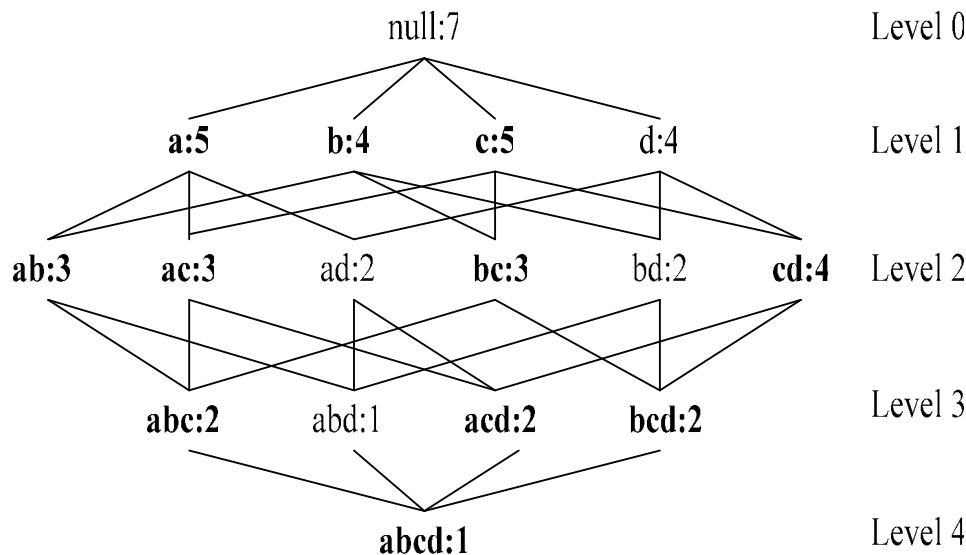 null:7 Level 0
a:5 b:4 c:5 d:4 Level 1
ab:3 ac:3 ad:2 bc:3 bd:2 cd:4 Level 2
abc:2 abd:1 acd:2 bcd:2 Level 3
abcd:1 Level 4